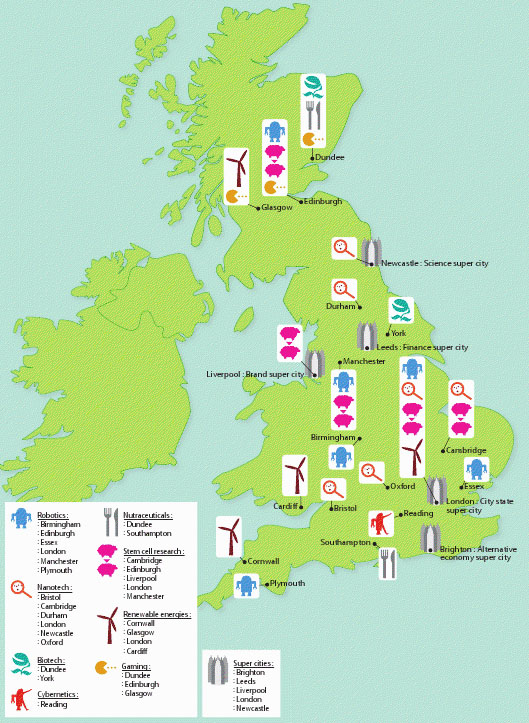 Dundee
Edinburgh
Glasgow
Newcastle : Science super city
Durham
York
Leeds : Finance super city
Manchester
Liverpool : Brand super city
Birmingham
Cambridge
Oxford
Essex
Cardiff
Bristol
London : City state
super city
Reading
Southampton
Brighton : Alternative
economy super city
Cornwall
Plymouth
Robotics :
: Birmingham
: Edinburgh
: Essex
: London
: Manchester
: Plymouth
Nanotech :
: Bristol
: Cambridge
: Durham
: London
: Newcastle
: Oxford
Biotech :
: Dundee
: York
Cybernetics :
: Reading
Nutraceuticals :
: Dundee
: Southampton
Stem cell research :
: Cambridge
: Edinburgh
: Liverpool
: London
: Manchester
Renewable energies :
: Cornwall
: Glasgow
: London
: Cardiff
Gaming :
: Dundee
: Edinburgh
: Glasgow
Super cities :
: Brighton
: Leeds
: Liverpool
: London
: Newcastle